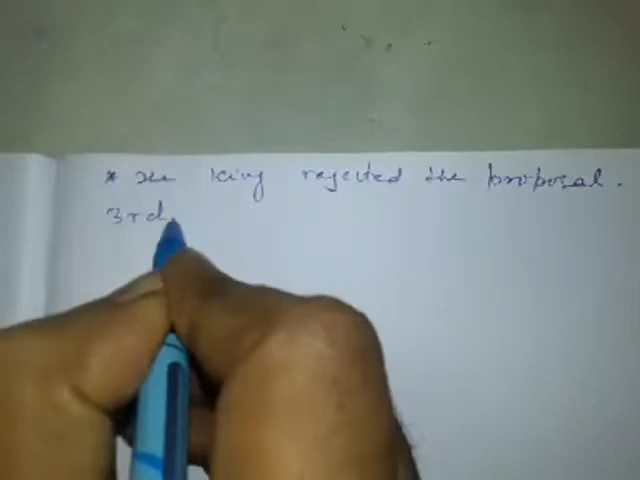 * The king rejected the proposal.
3rd